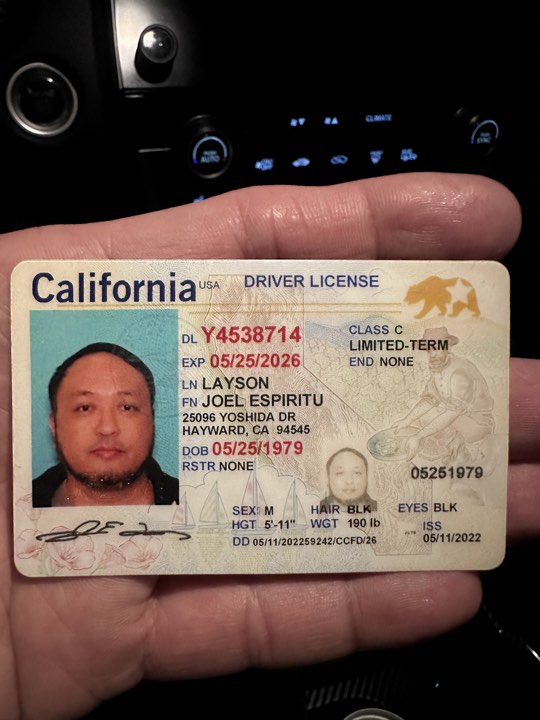 CLIMATE
PUSH
AUTO
PUSH
SYNC
California USA DRIVER LICENSE
DL Y4538714
CLASS C
EXP 05/25/2026
LIMITED-TERM
END NONE
LN LAYSON
FN JOEL ESPIRITU
25096 YOSHIDA DR
HAYWARD, CA 94545
DOB 05/25/1979
RSTR NONE
05251979
SEX M HAIR BLK EYES BLK
HGT 5'-11" WGT 190 lb ISS
DD 05/11/202259242/CCFD/26 05/11/2022